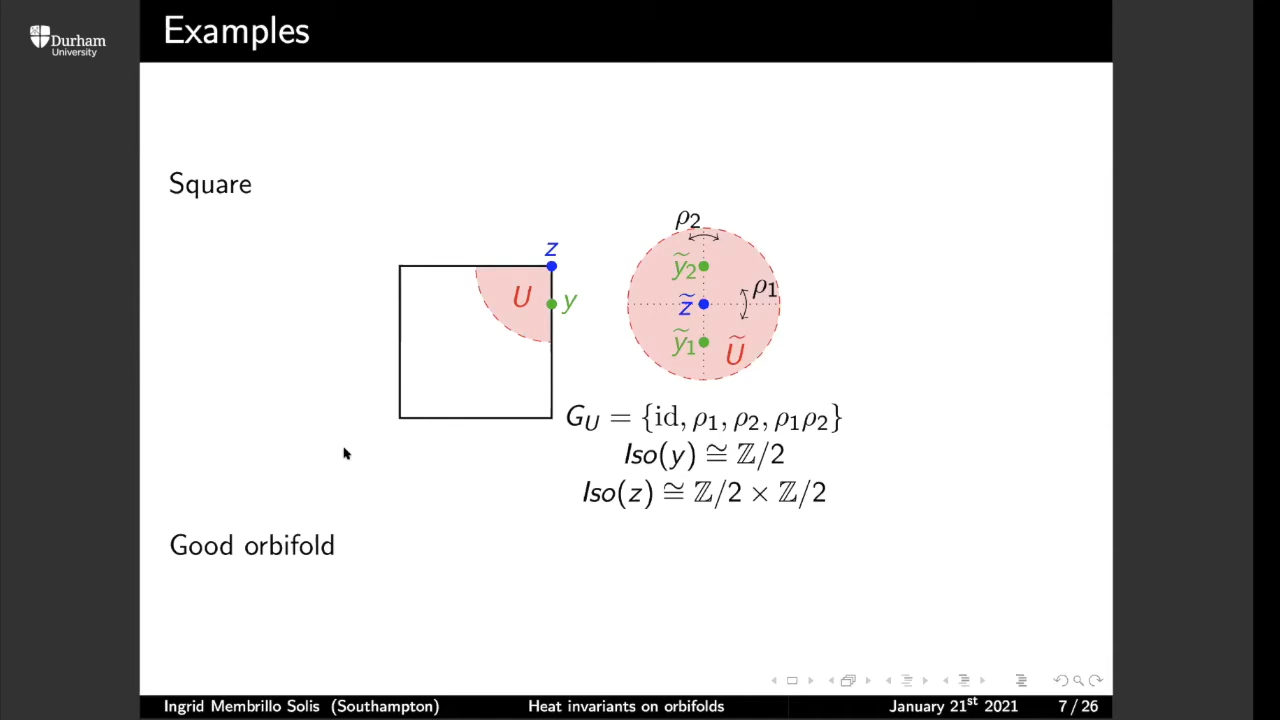 Durham
University
Examples
Square
z
U
y
ρ₂
ỹ₂
ρ₁
z̃
ỹ₁
Ũ
G_U = {id, ρ₁, ρ₂, ρ₁ρ₂}
Iso(y) ≅ ℤ/2
Iso(z) ≅ ℤ/2 × ℤ/2
Good orbifold
Ingrid Membrillo Solis (Southampton) Heat invariants on orbifolds January 21st 2021 7 / 26